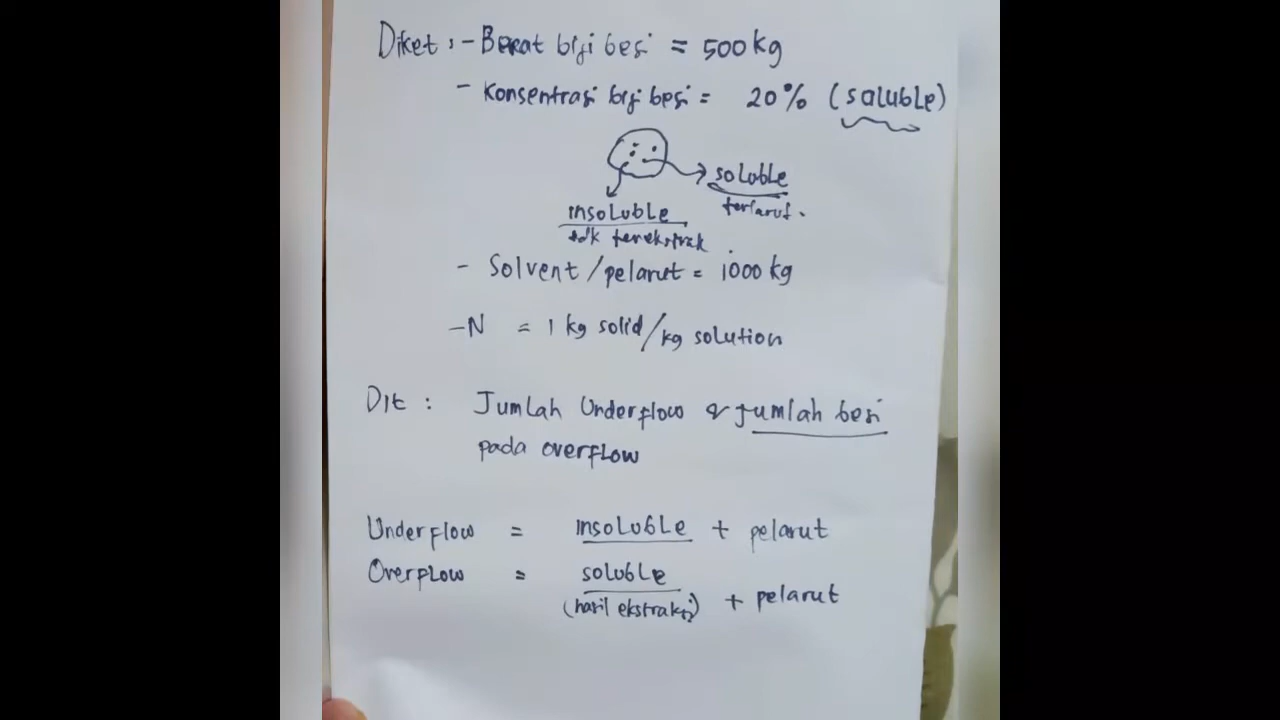 Diket : - Berat biji besi = 500 kg
- Konsentrasi biji besi = 20% (soluble)
soluble
terlarut.
insoluble
tdk terekstrak
- Solvent / pelarut = 1000 kg
- N = 1 kg solid/kg solution
Dit : Jumlah Underflow & jumlah besi
pada overflow
Underflow = insoluble + pelarut
Overflow = soluble + pelarut
(hasil ekstraksi)